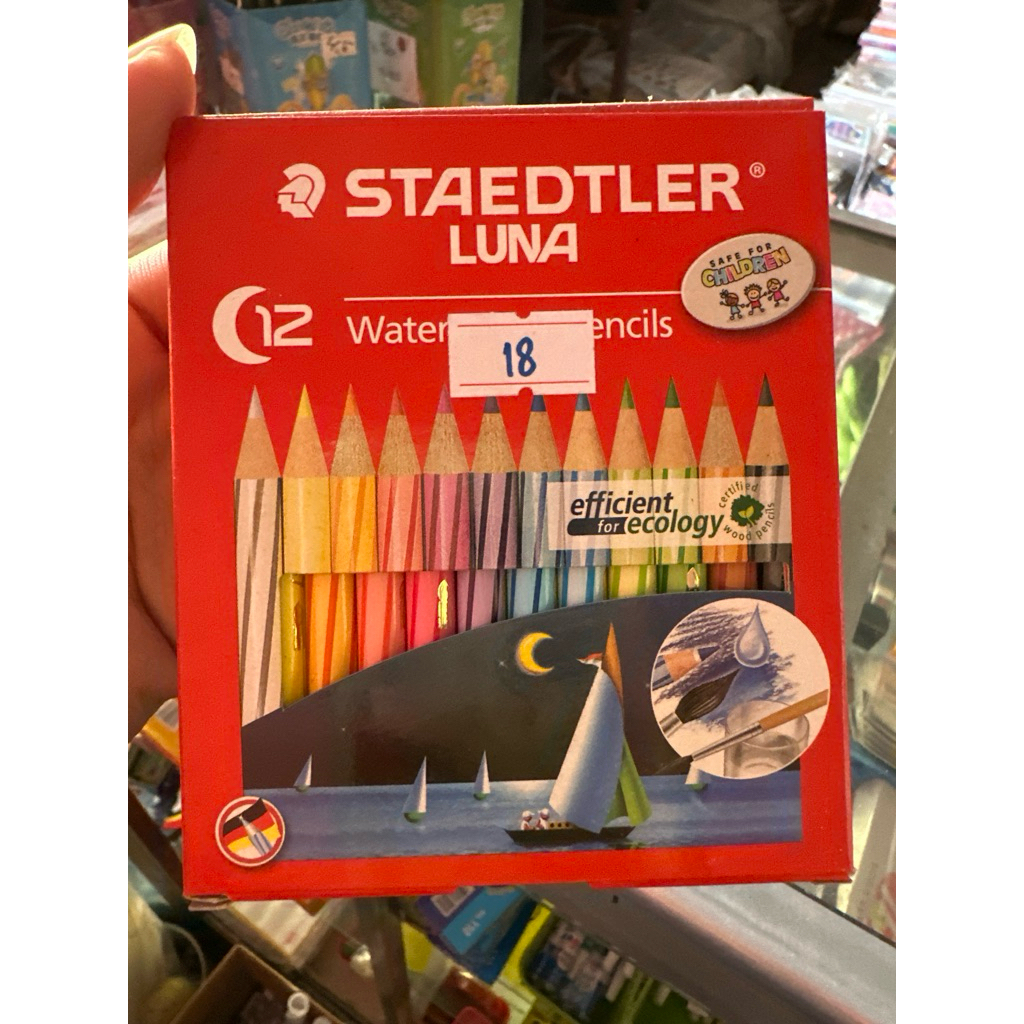 STAEDTLER®
LUNA
SAFE FOR
CHILDREN
12
Water encils
18
efficient
for ecology
certified
wood pencils